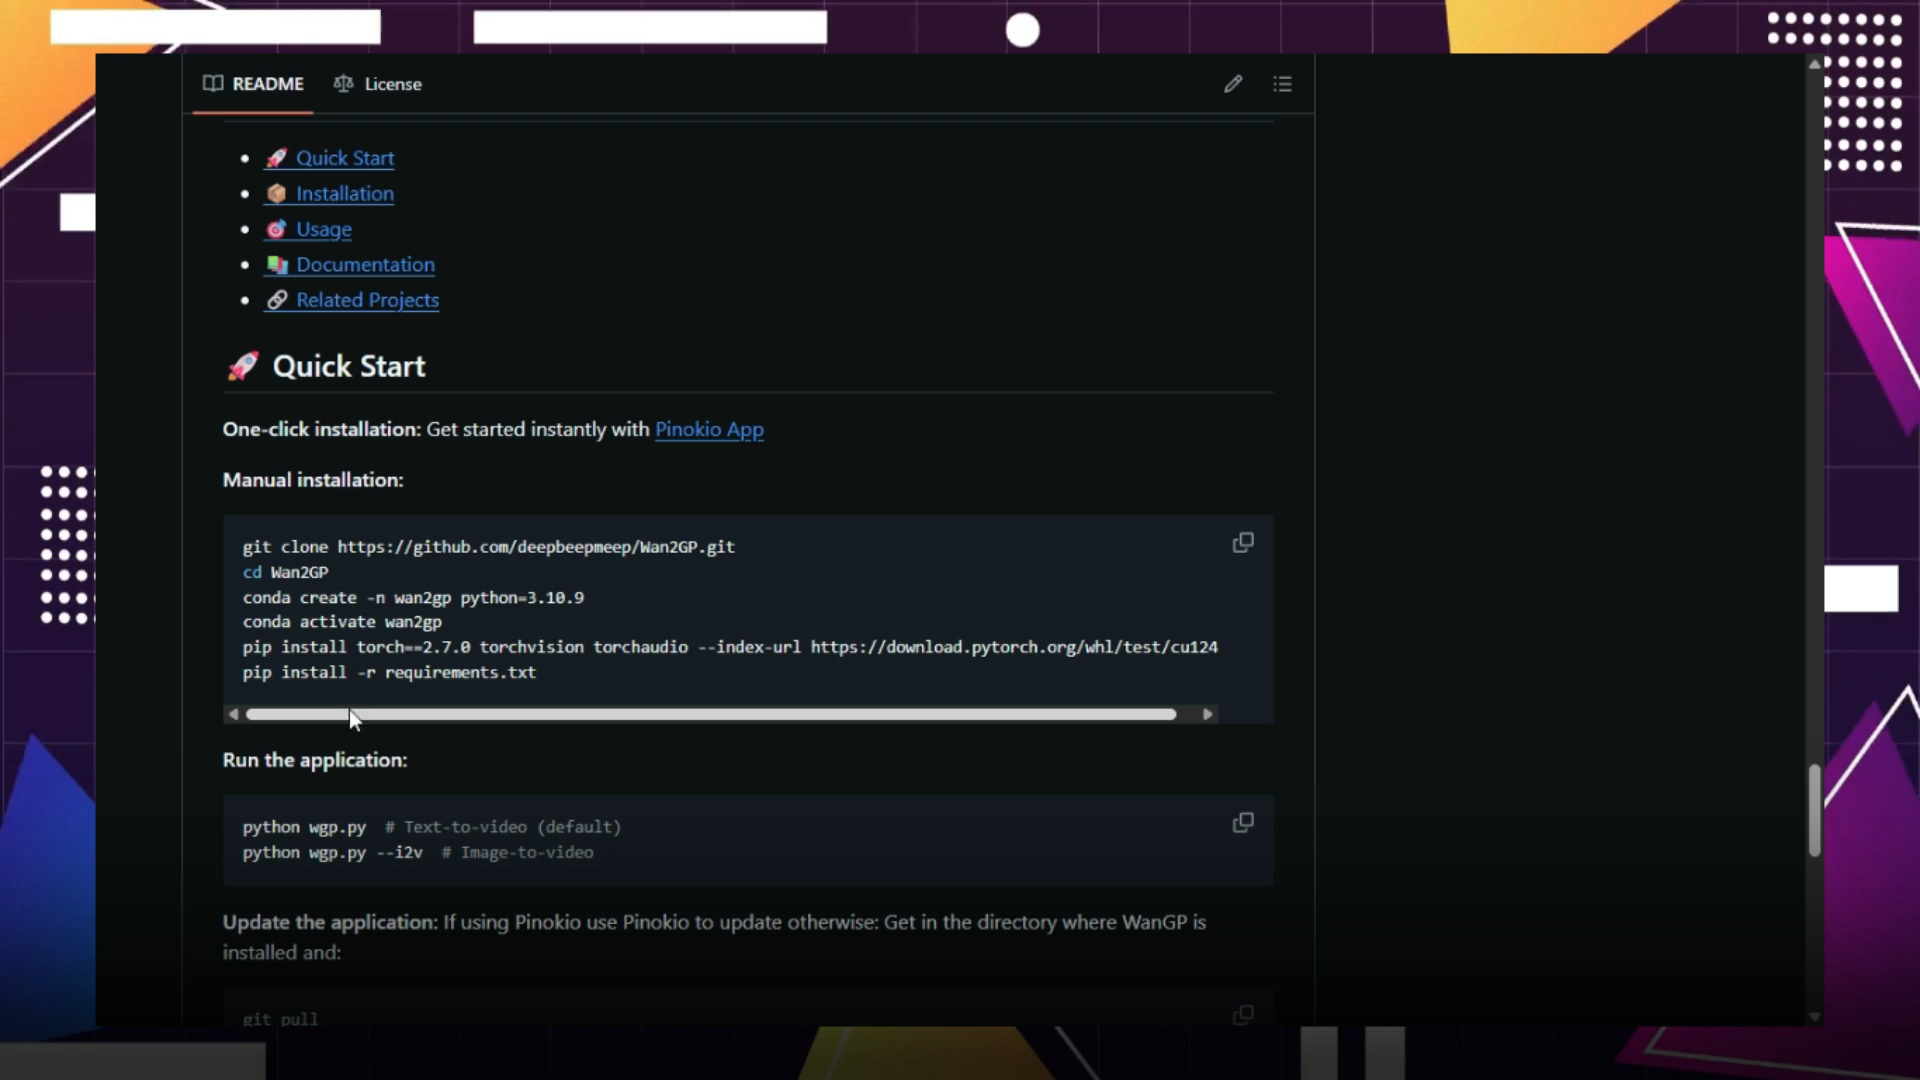 README License
Quick Start
Installation
Usage
Documentation
Related Projects
Quick Start
One-click installation: Get started instantly with Pinokio App
Manual installation:
git clone https://github.com/deepbeepmeep/Wan2GP.git
cd Wan2GP
conda create -n wan2gp python=3.10.9
conda activate wan2gp
pip install torch==2.7.0 torchvision torchaudio --index-url https://download.pytorch.org/whl/test/cu124
pip install -r requirements.txt
Run the application:
python wgp.py  # Text-to-video (default)
python wgp.py --i2v  # Image-to-video
Update the application: If using Pinokio use Pinokio to update otherwise: Get in the directory where WanGP is
installed and:
git pull